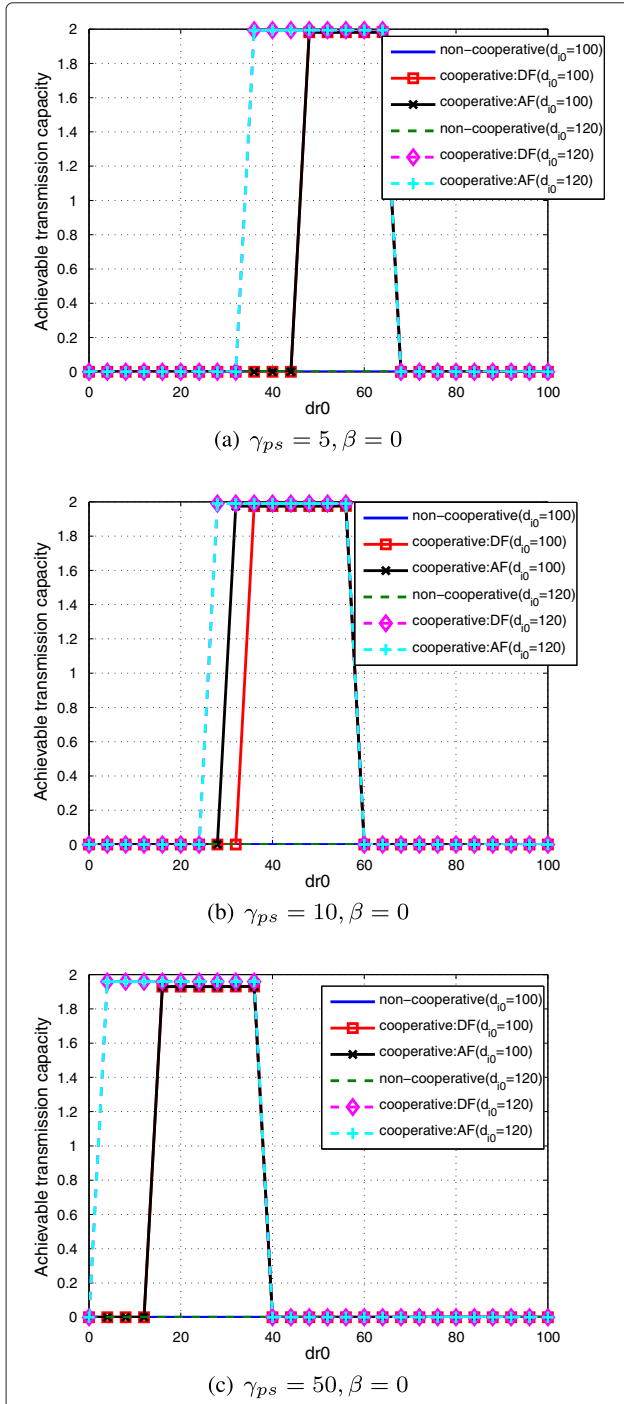 2
1.8
1.6
1.4
1.2
1
0.8
0.6
0.4
0.2
0
Achievable transmission capacity
non−cooperative(d_{i0}=100)
cooperative:DF(d_{i0}=100)
cooperative:AF(d_{i0}=100)
non−cooperative(d_{i0}=120)
cooperative:DF(d_{i0}=120)
cooperative:AF(d_{i0}=120)
0 20 40 60 80 100
dr0
(a) γ_{ps} = 5, β = 0
2
1.8
1.6
1.4
1.2
1
0.8
0.6
0.4
0.2
0
Achievable transmission capacity
non−cooperative(d_{i0}=100)
cooperative:DF(d_{i0}=100)
cooperative:AF(d_{i0}=100)
non−cooperative(d_{i0}=120)
cooperative:DF(d_{i0}=120)
cooperative:AF(d_{i0}=120)
0 20 40 60 80 100
dr0
(b) γ_{ps} = 10, β = 0
2
1.8
1.6
1.4
1.2
1
0.8
0.6
0.4
0.2
0
Achievable transmission capacity
non−cooperative(d_{i0}=100)
cooperative:DF(d_{i0}=100)
cooperative:AF(d_{i0}=100)
non−cooperative(d_{i0}=120)
cooperative:DF(d_{i0}=120)
cooperative:AF(d_{i0}=120)
0 20 40 60 80 100
dr0
(c) γ_{ps} = 50, β = 0